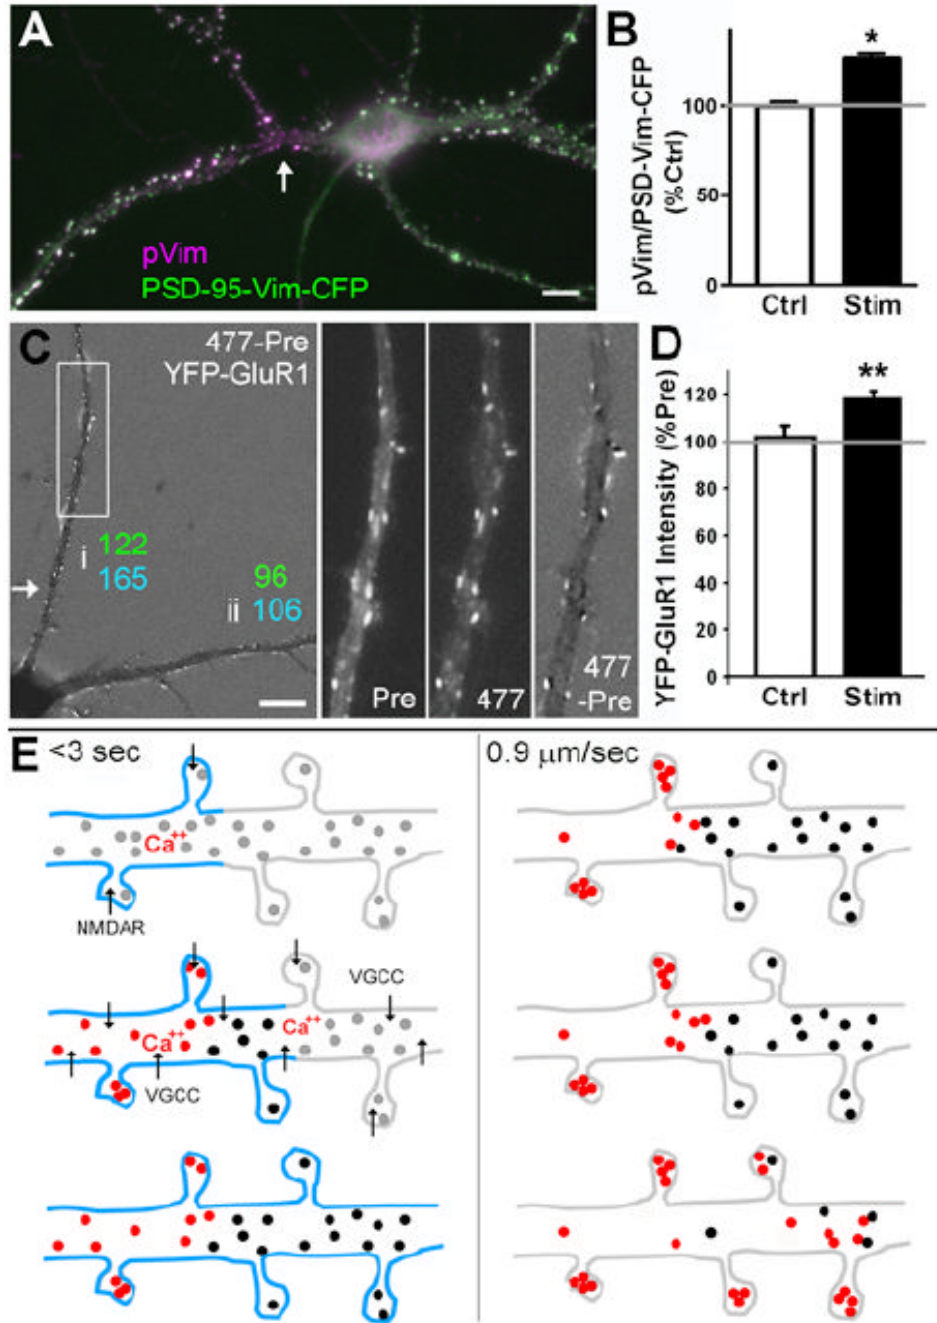 A
pVim
PSD-95-Vim-CFP
B
pVim/PSD-Vim-CFP
(%Ctrl)
*
100
50
0
Ctrl Stim
C
477-Pre
YFP-GluR1
i
122
165
ii
96
106
Pre
477
477
-Pre
D
YFP-GluR1 Intensity (%Pre)
**
120
100
80
60
40
20
0
Ctrl Stim
E <3 sec
0.9 µm/sec
Ca++
NMDAR
VGCC
Ca++
Ca++
VGCC